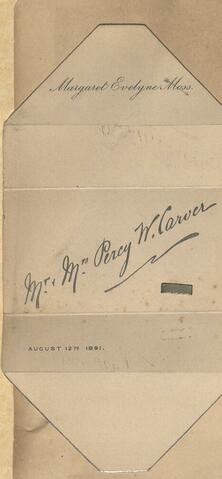 Margaret Evelyne Moss.
Mr. & Mrs. Percy W. Carver
AUGUST 12TH 1891.